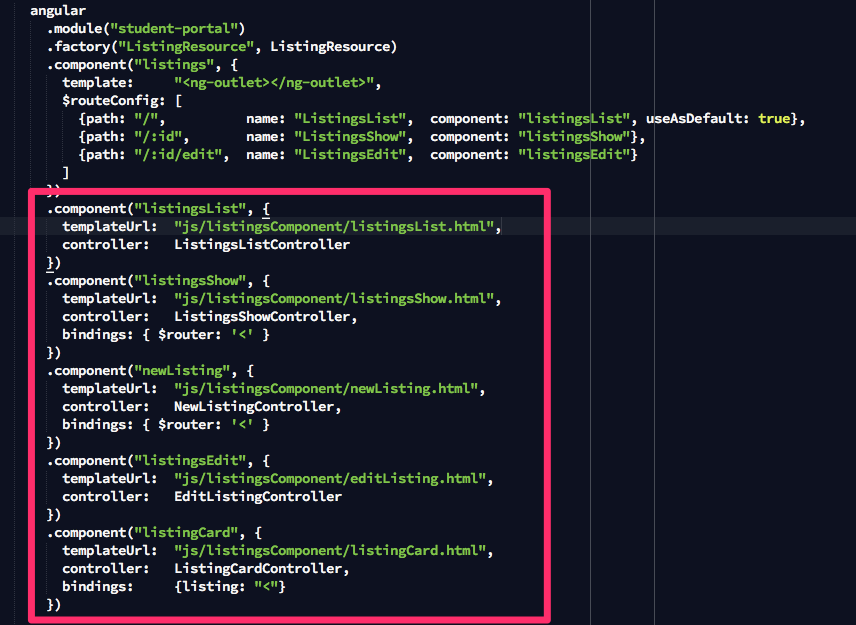 angular
  .module("student-portal")
  .factory("ListingResource", ListingResource)
  .component("listings", {
    template:     "<ng-outlet></ng-outlet>",
    $routeConfig: [
      {path: "/",          name: "ListingsList",  component: "listingsList", useAsDefault: true},
      {path: "/:id",       name: "ListingsShow",  component: "listingsShow"},
      {path: "/:id/edit",  name: "ListingsEdit",  component: "listingsEdit"}
    ]
  })
  .component("listingsList", {
    templateUrl:  "js/listingsComponent/listingsList.html",
    controller:   ListingsListController
  })
  .component("listingsShow", {
    templateUrl:  "js/listingsComponent/listingsShow.html",
    controller:   ListingsShowController,
    bindings: { $router: '<' }
  })
  .component("newListing", {
    templateUrl:  "js/listingsComponent/newListing.html",
    controller:   NewListingController,
    bindings: { $router: '<' }
  })
  .component("listingsEdit", {
    templateUrl:  "js/listingsComponent/editListing.html",
    controller:   EditListingController
  })
  .component("listingCard", {
    templateUrl:  "js/listingsComponent/listingCard.html",
    controller:   ListingCardController,
    bindings:     {listing: "<"}
  })